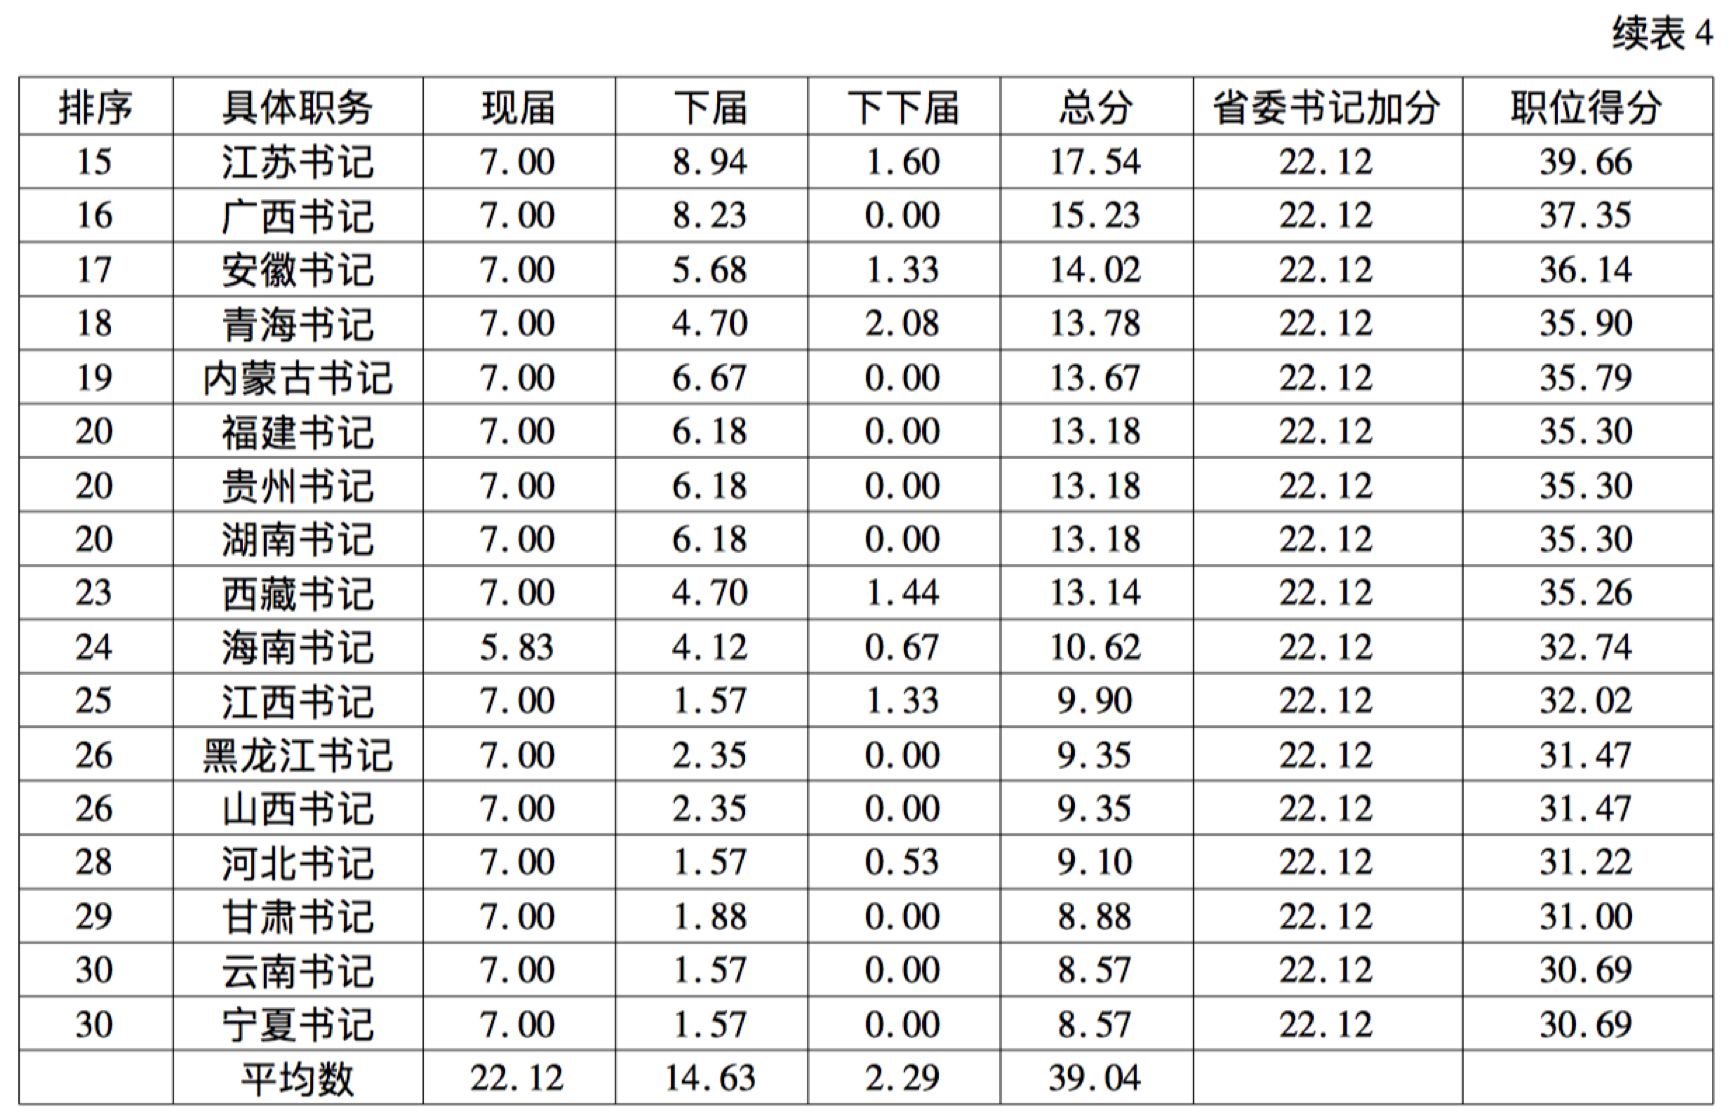 续表 4
排序 具体职务 现届 下届 下下届 总分 省委书记加分 职位得分
15 江苏书记 7.00 8.94 1.60 17.54 22.12 39.66
16 广西书记 7.00 8.23 0.00 15.23 22.12 37.35
17 安徽书记 7.00 5.68 1.33 14.02 22.12 36.14
18 青海书记 7.00 4.70 2.08 13.78 22.12 35.90
19 内蒙古书记 7.00 6.67 0.00 13.67 22.12 35.79
20 福建书记 7.00 6.18 0.00 13.18 22.12 35.30
20 贵州书记 7.00 6.18 0.00 13.18 22.12 35.30
20 湖南书记 7.00 6.18 0.00 13.18 22.12 35.30
23 西藏书记 7.00 4.70 1.44 13.14 22.12 35.26
24 海南书记 5.83 4.12 0.67 10.62 22.12 32.74
25 江西书记 7.00 1.57 1.33 9.90 22.12 32.02
26 黑龙江书记 7.00 2.35 0.00 9.35 22.12 31.47
26 山西书记 7.00 2.35 0.00 9.35 22.12 31.47
28 河北书记 7.00 1.57 0.53 9.10 22.12 31.22
29 甘肃书记 7.00 1.88 0.00 8.88 22.12 31.00
30 云南书记 7.00 1.57 0.00 8.57 22.12 30.69
30 宁夏书记 7.00 1.57 0.00 8.57 22.12 30.69
平均数 22.12 14.63 2.29 39.04